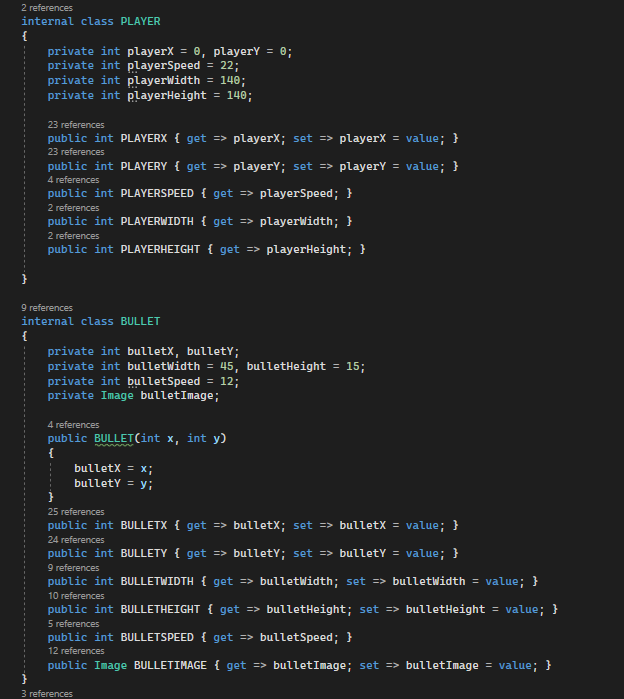 2 references
internal class PLAYER
{
private int playerX = 0, playerY = 0;
private int playerSpeed = 22;
private int playerWidth = 140;
private int playerHeight = 140;
23 references
public int PLAYERX { get => playerX; set => playerX = value; }
23 references
public int PLAYERY { get => playerY; set => playerY = value; }
4 references
public int PLAYERSPEED { get => playerSpeed; }
2 references
public int PLAYERWIDTH { get => playerWidth; }
2 references
public int PLAYERHEIGHT { get => playerHeight; }
}
9 references
internal class BULLET
{
private int bulletX, bulletY;
private int bulletWidth = 45, bulletHeight = 15;
private int bulletSpeed = 12;
private Image bulletImage;
4 references
public BULLET(int x, int y)
{
bulletX = x;
bulletY = y;
}
25 references
public int BULLETX { get => bulletX; set => bulletX = value; }
24 references
public int BULLETY { get => bulletY; set => bulletY = value; }
9 references
public int BULLETWIDTH { get => bulletWidth; set => bulletWidth = value; }
10 references
public int BULLETHEIGHT { get => bulletHeight; set => bulletHeight = value; }
5 references
public int BULLETSPEED { get => bulletSpeed; }
12 references
public Image BULLETIMAGE { get => bulletImage; set => bulletImage = value; }
}
3 references